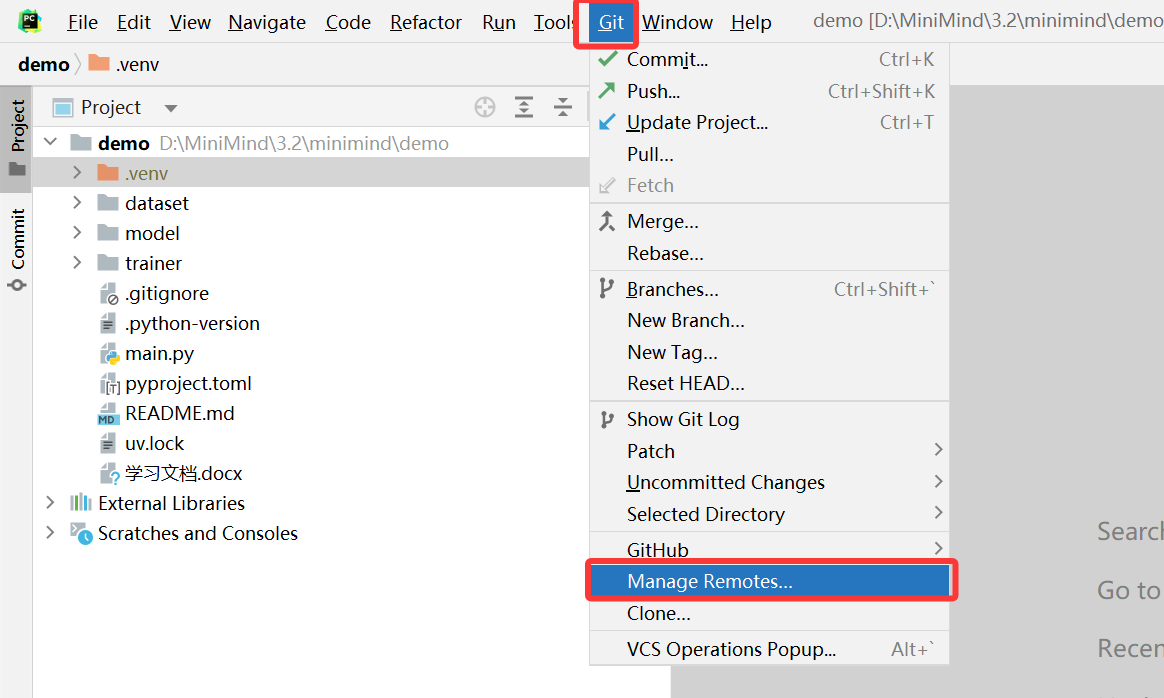 PC File Edit View Navigate Code Refactor Run Tools Git Window Help demo [D:\MiniMind\3.2\minimind\demo
demo .venv
Project
Project
Commit
demo D:\MiniMind\3.2\minimind\demo
.venv
dataset
model
trainer
.gitignore
.python-version
main.py
pyproject.toml
README.md
uv.lock
学习文档.docx
External Libraries
Scratches and Consoles
Commit... Ctrl+K
Push... Ctrl+Shift+K
Update Project... Ctrl+T
Pull...
Fetch
Merge...
Rebase...
Branches... Ctrl+Shift+`
New Branch...
New Tag...
Reset HEAD...
Show Git Log
Patch
Uncommitted Changes
Selected Directory
GitHub
Manage Remotes...
Clone...
VCS Operations Popup... Alt+`
Search
Go to
Recen